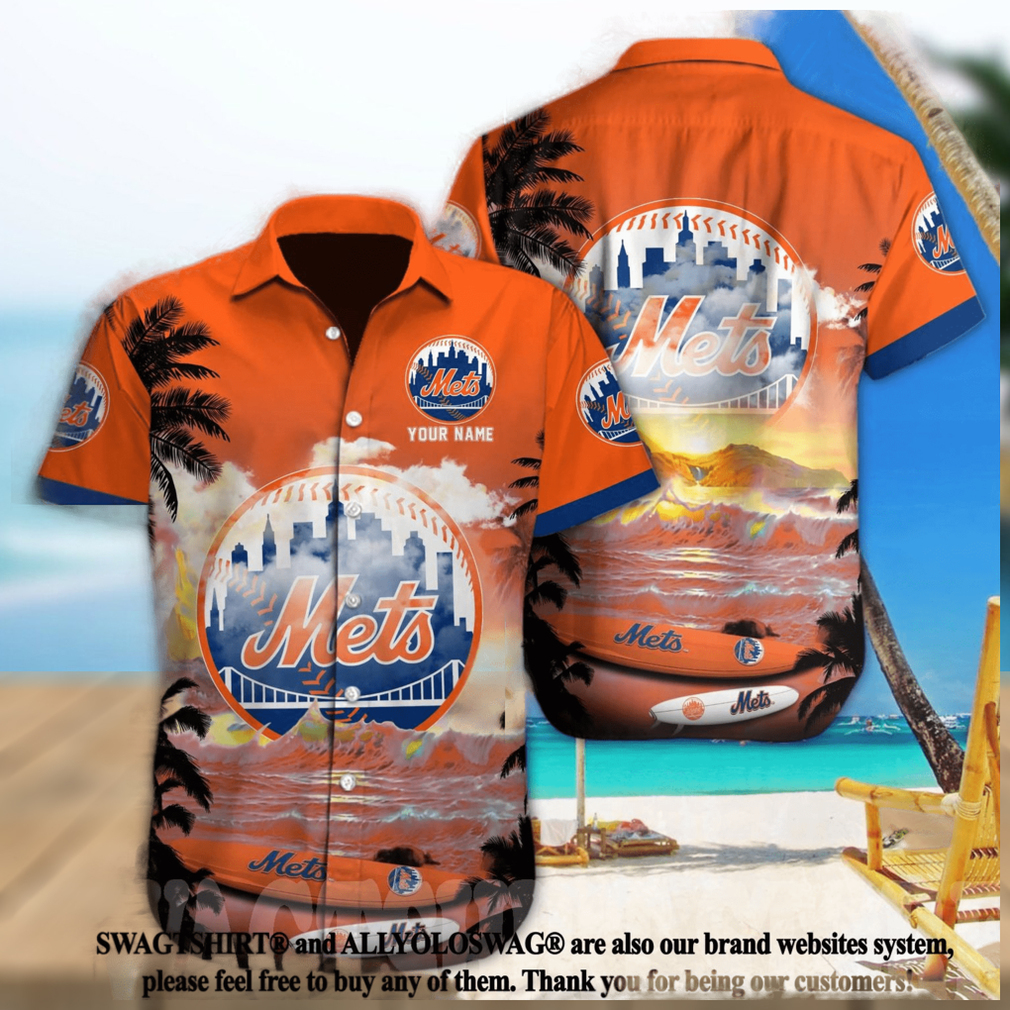 Mets
Mets
YOUR NAME
Mets
Mets
Mets
Mets
Mets
SWAGTSHIRT® and ALLYOLOSWAG® are also our brand websites system,
please feel free to buy any of them. Thank you for being our customers!